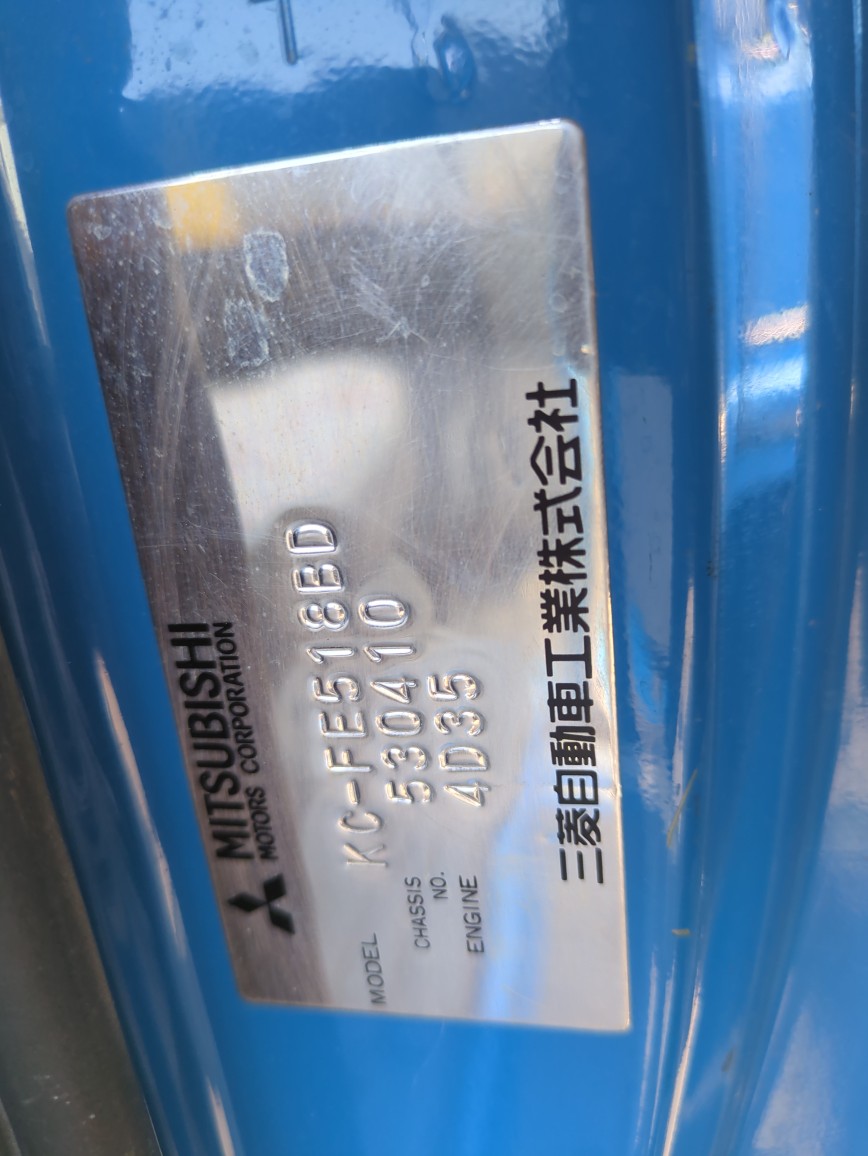 MITSUBISHI
MOTORS CORPORATION
MODEL KC-FE518BD
CHASSIS NO. 530410
ENGINE 4D35
三菱自動車工業株式会社